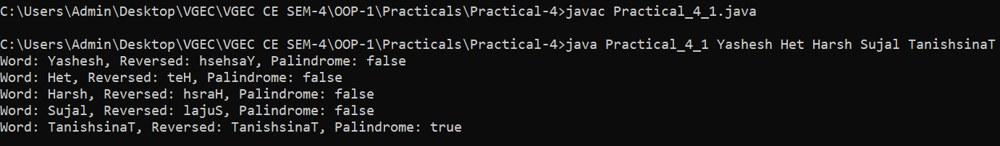 C:\Users\Admin\Desktop\VGEC\VGEC CE SEM-4\OOP-1\Practicals\Practical-4>javac Practical_4_1.java
C:\Users\Admin\Desktop\VGEC\VGEC CE SEM-4\OOP-1\Practicals\Practical-4>java Practical_4_1 Yashesh Het Harsh Sujal TanishsinaT
Word: Yashesh, Reversed: hsehsaY, Palindrome: false
Word: Het, Reversed: teH, Palindrome: false
Word: Harsh, Reversed: hsraH, Palindrome: false
Word: Sujal, Reversed: lajuS, Palindrome: false
Word: TanishsinaT, Reversed: TanishsinaT, Palindrome: true